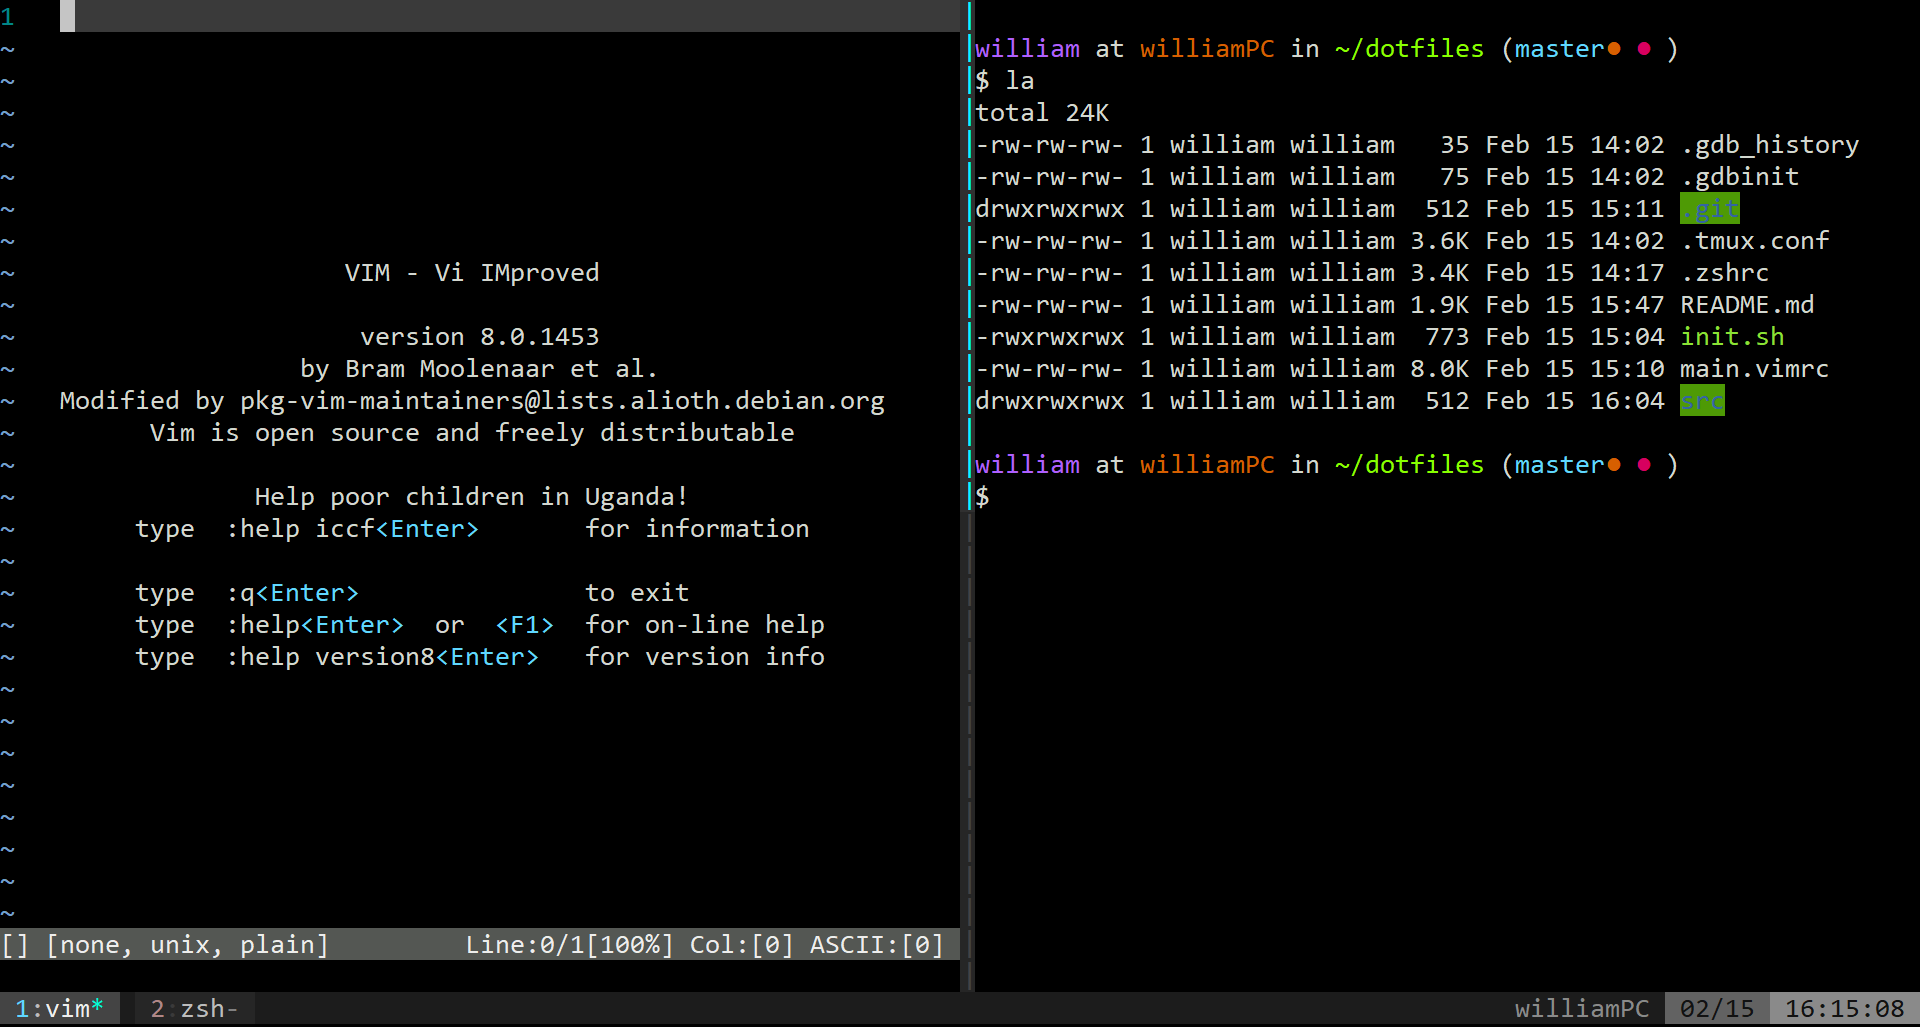 1
~
~
~
~
~
~
~
~ VIM - Vi IMproved
~
~ version 8.0.1453
~ by Bram Moolenaar et al.
~ Modified by pkg-vim-maintainers@lists.alioth.debian.org
~ Vim is open source and freely distributable
~
~ Help poor children in Uganda!
~ type :help iccf<Enter> for information
~
~ type :q<Enter> to exit
~ type :help<Enter> or <F1> for on-line help
~ type :help version8<Enter> for version info
~
~
~
~
~
~
~
~
[] [none, unix, plain] Line:0/1[100%] Col:[0] ASCII:[0]
william at williamPC in ~/dotfiles (master● ● )
$ la
total 24K
-rw-rw-rw- 1 william william 35 Feb 15 14:02 .gdb_history
-rw-rw-rw- 1 william william 75 Feb 15 14:02 .gdbinit
drwxrwxrwx 1 william william 512 Feb 15 15:11 .git
-rw-rw-rw- 1 william william 3.6K Feb 15 14:02 .tmux.conf
-rw-rw-rw- 1 william william 3.4K Feb 15 14:17 .zshrc
-rw-rw-rw- 1 william william 1.9K Feb 15 15:47 README.md
-rwxrwxrwx 1 william william 773 Feb 15 15:04 init.sh
-rw-rw-rw- 1 william william 8.0K Feb 15 15:10 main.vimrc
drwxrwxrwx 1 william william 512 Feb 15 16:04 src
william at williamPC in ~/dotfiles (master● ● )
$
1:vim* 2:zsh- williamPC 02/15 16:15:08